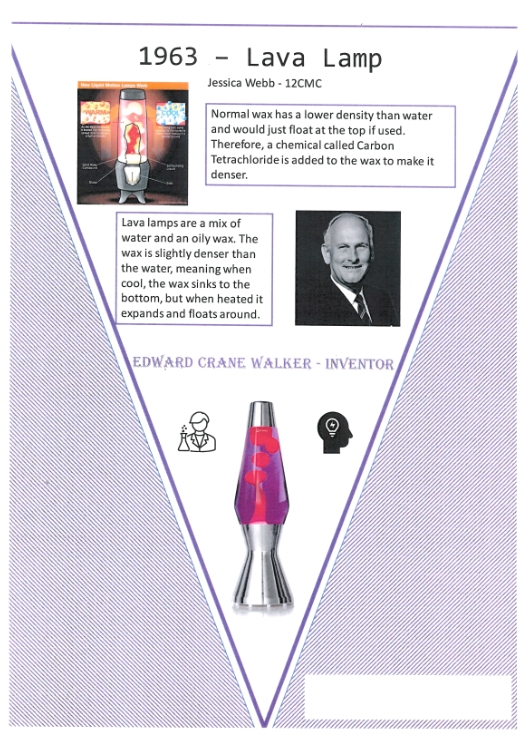 1963 – Lava Lamp
Jessica Webb - 12CMC
Normal wax has a lower density than water
and would just float at the top if used.
Therefore, a chemical called Carbon
Tetrachloride is added to the wax to make it
denser.
Lava lamps are a mix of
water and an oily wax. The
wax is slightly denser than
the water, meaning when
cool, the wax sinks to the
bottom, but when heated it
expands and floats around.
EDWARD CRANE WALKER - INVENTOR